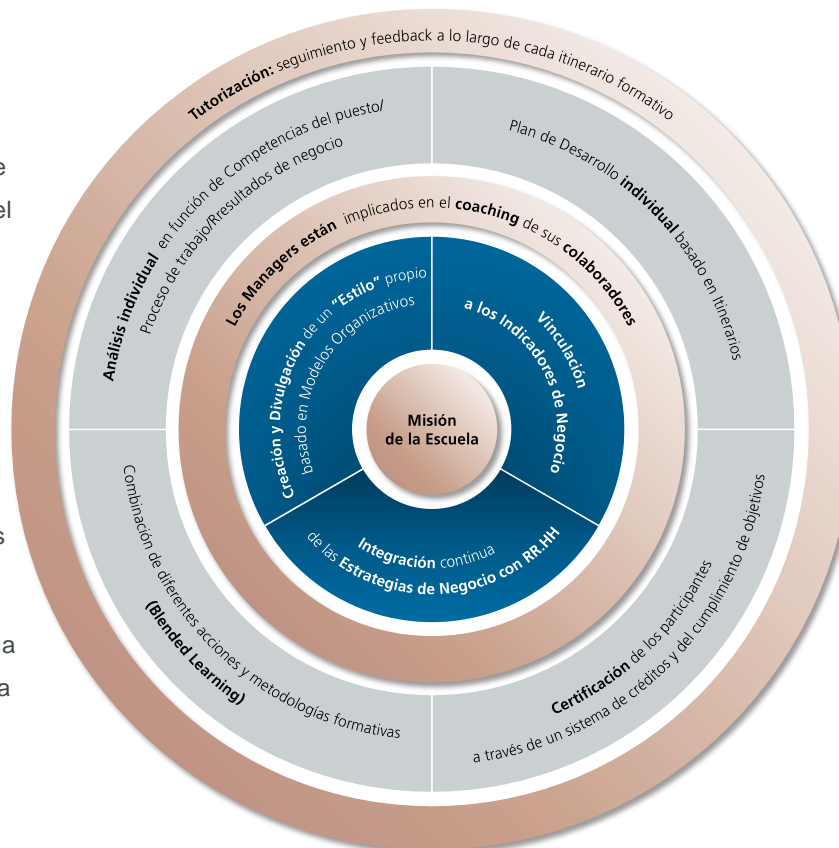 Tutorización: seguimiento y feedback a lo largo de cada itinerario formativo
Análisis individual en función de Competencias del puesto/
Proceso de trabajo/Rresultados de negocio
Plan de Desarrollo individual basado en Itinerarios
Los Managers están implicados en el coaching de sus colaboradores
Creación y Divulgación de un "Estilo" propio
basado en Modelos Organizativos
Vinculación
a los Indicadores de Negocio
Misión
de la Escuela
Integración continua
de las Estrategias de Negocio con RR.HH
Combinación de diferentes acciones y metodologías formativas
(Blended Learning)
Certificación de los participantes
a través de un sistema de créditos y del cumplimiento de objetivos